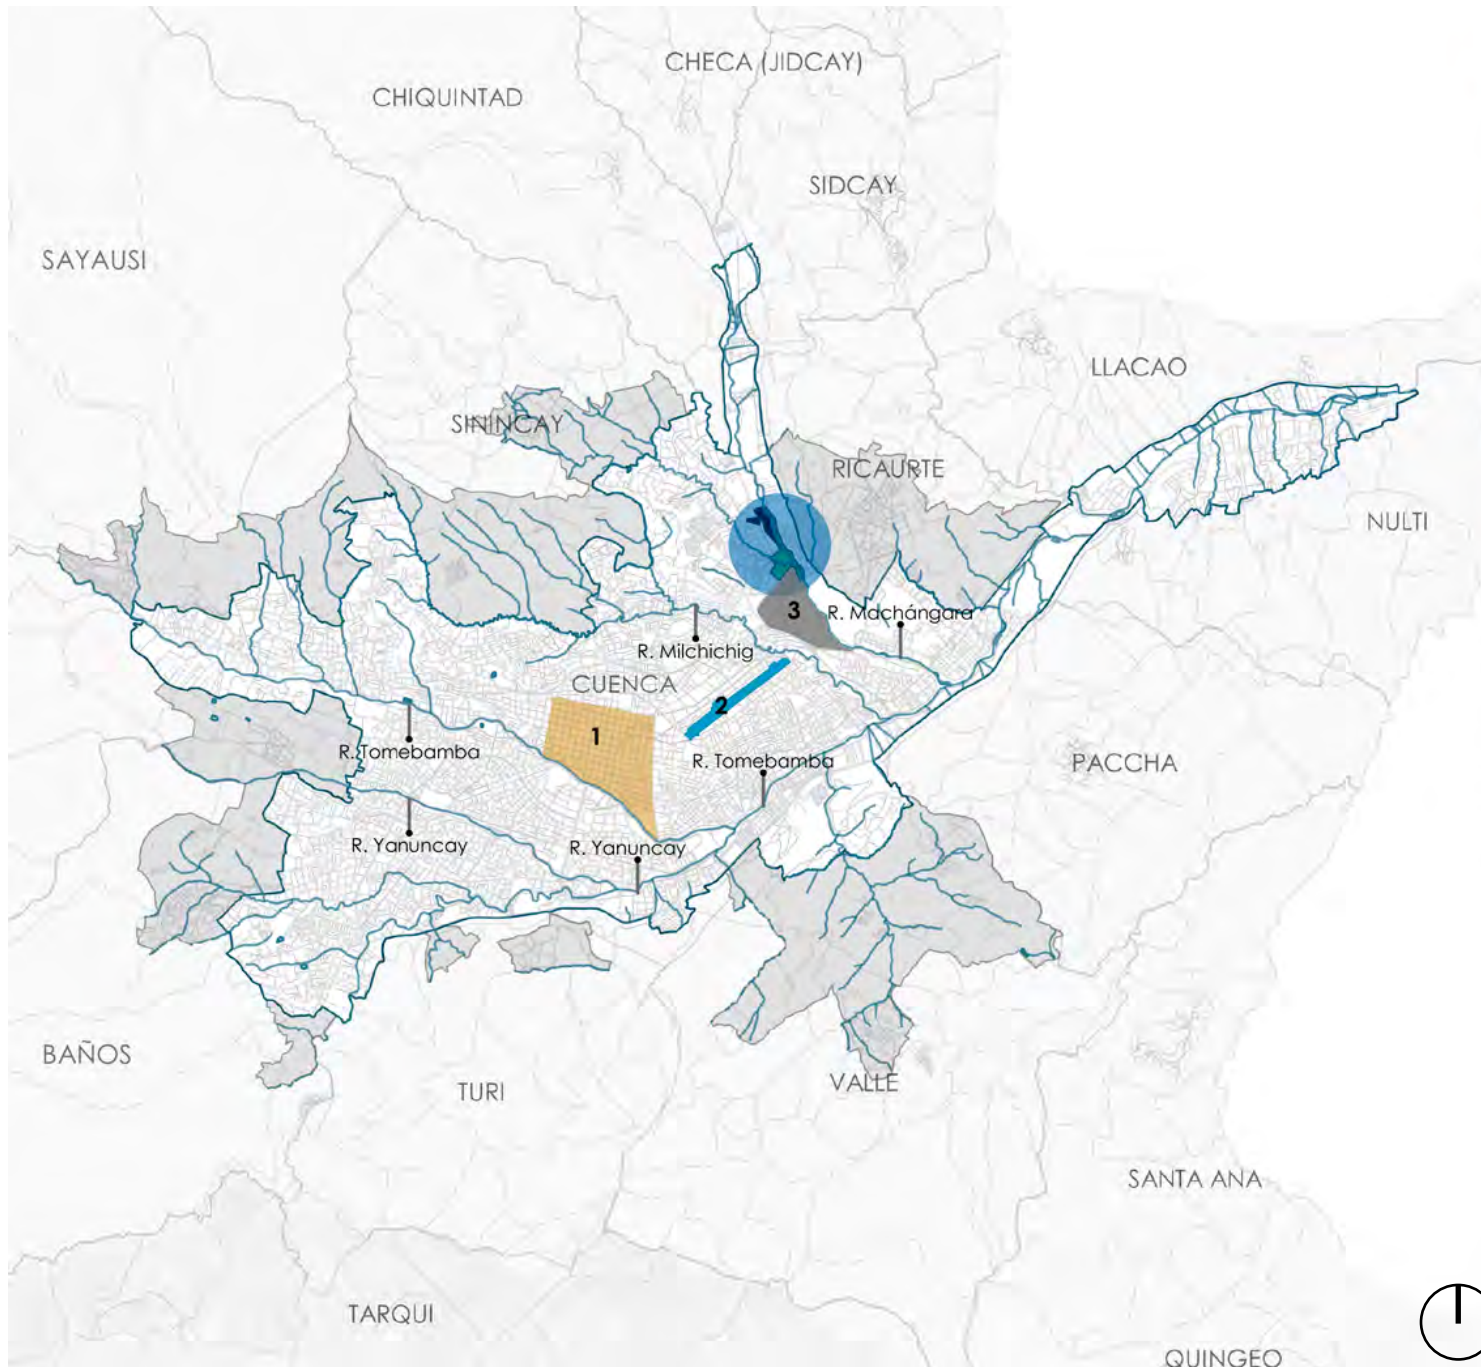 CHECA (JIDCAY)
CHIQUINTAD
SIDCAY
SAYAUSI
LLACAO
SININCAY
RICAURTE
NULTI
3
R. Machángara
R. Milchichig
CUENCA
2
1
R. Tomebamba
R. Tomebamba
PACCHA
R. Yanuncay
R. Yanuncay
BAÑOS
TURI
VALLE
SANTA ANA
TARQUI
QUINGEO